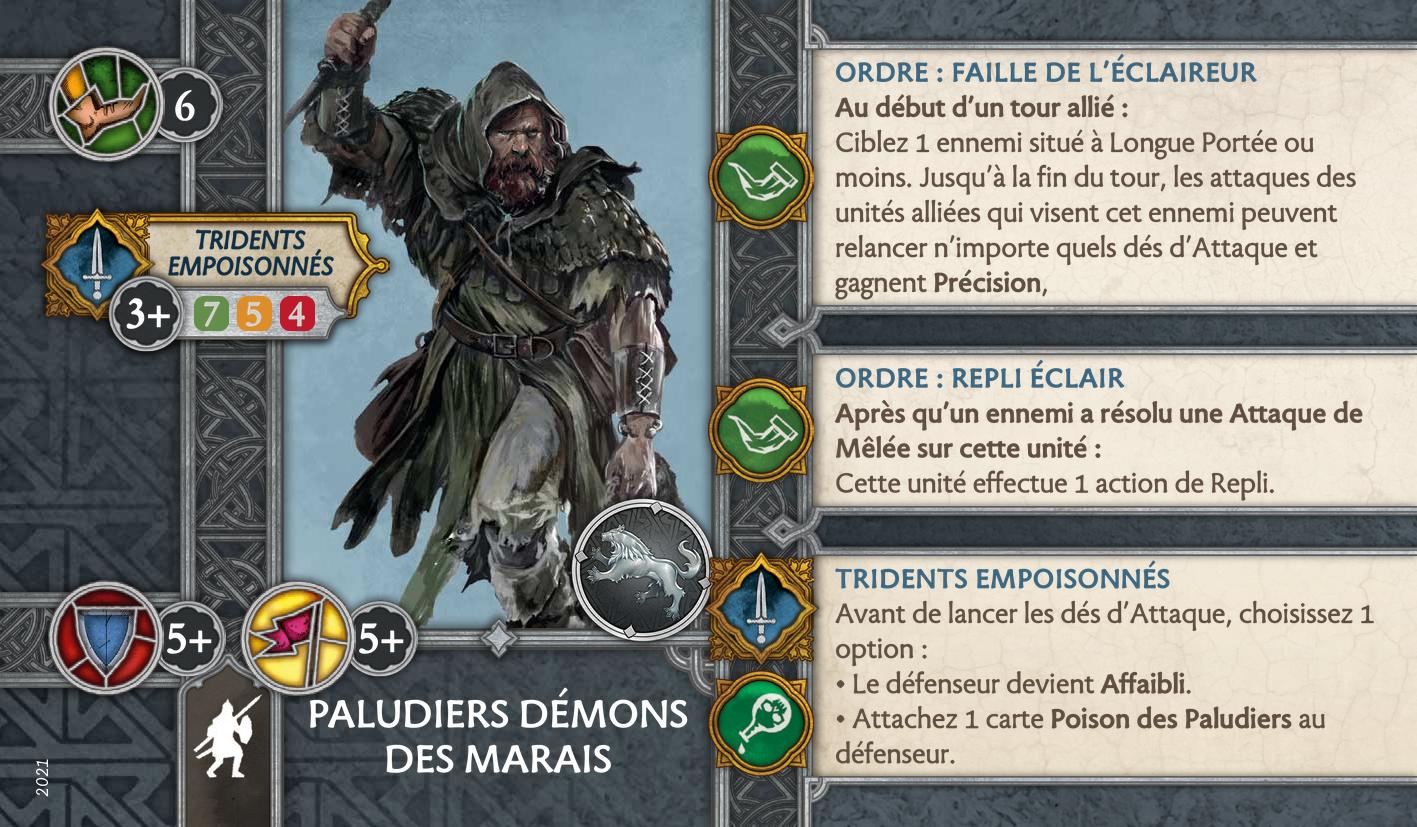 6
TRIDENTS
EMPOISONNÉS
3+ 7 5 4
5+ 5+
PALUDIERS DÉMONS
DES MARAIS
2021
ORDRE : FAILLE DE L’ÉCLAIREUR
Au début d’un tour allié :
Ciblez 1 ennemi situé à Longue Portée ou
moins. Jusqu’à la fin du tour, les attaques des
unités alliées qui visent cet ennemi peuvent
relancer n’importe quels dés d’Attaque et
gagnent Précision,
ORDRE : REPLI ÉCLAIR
Après qu’un ennemi a résolu une Attaque de
Mêlée sur cette unité :
Cette unité effectue 1 action de Repli.
TRIDENTS EMPOISONNÉS
Avant de lancer les dés d’Attaque, choisissez 1
option :
• Le défenseur devient Affaibli.
• Attachez 1 carte Poison des Paludiers au
défenseur.